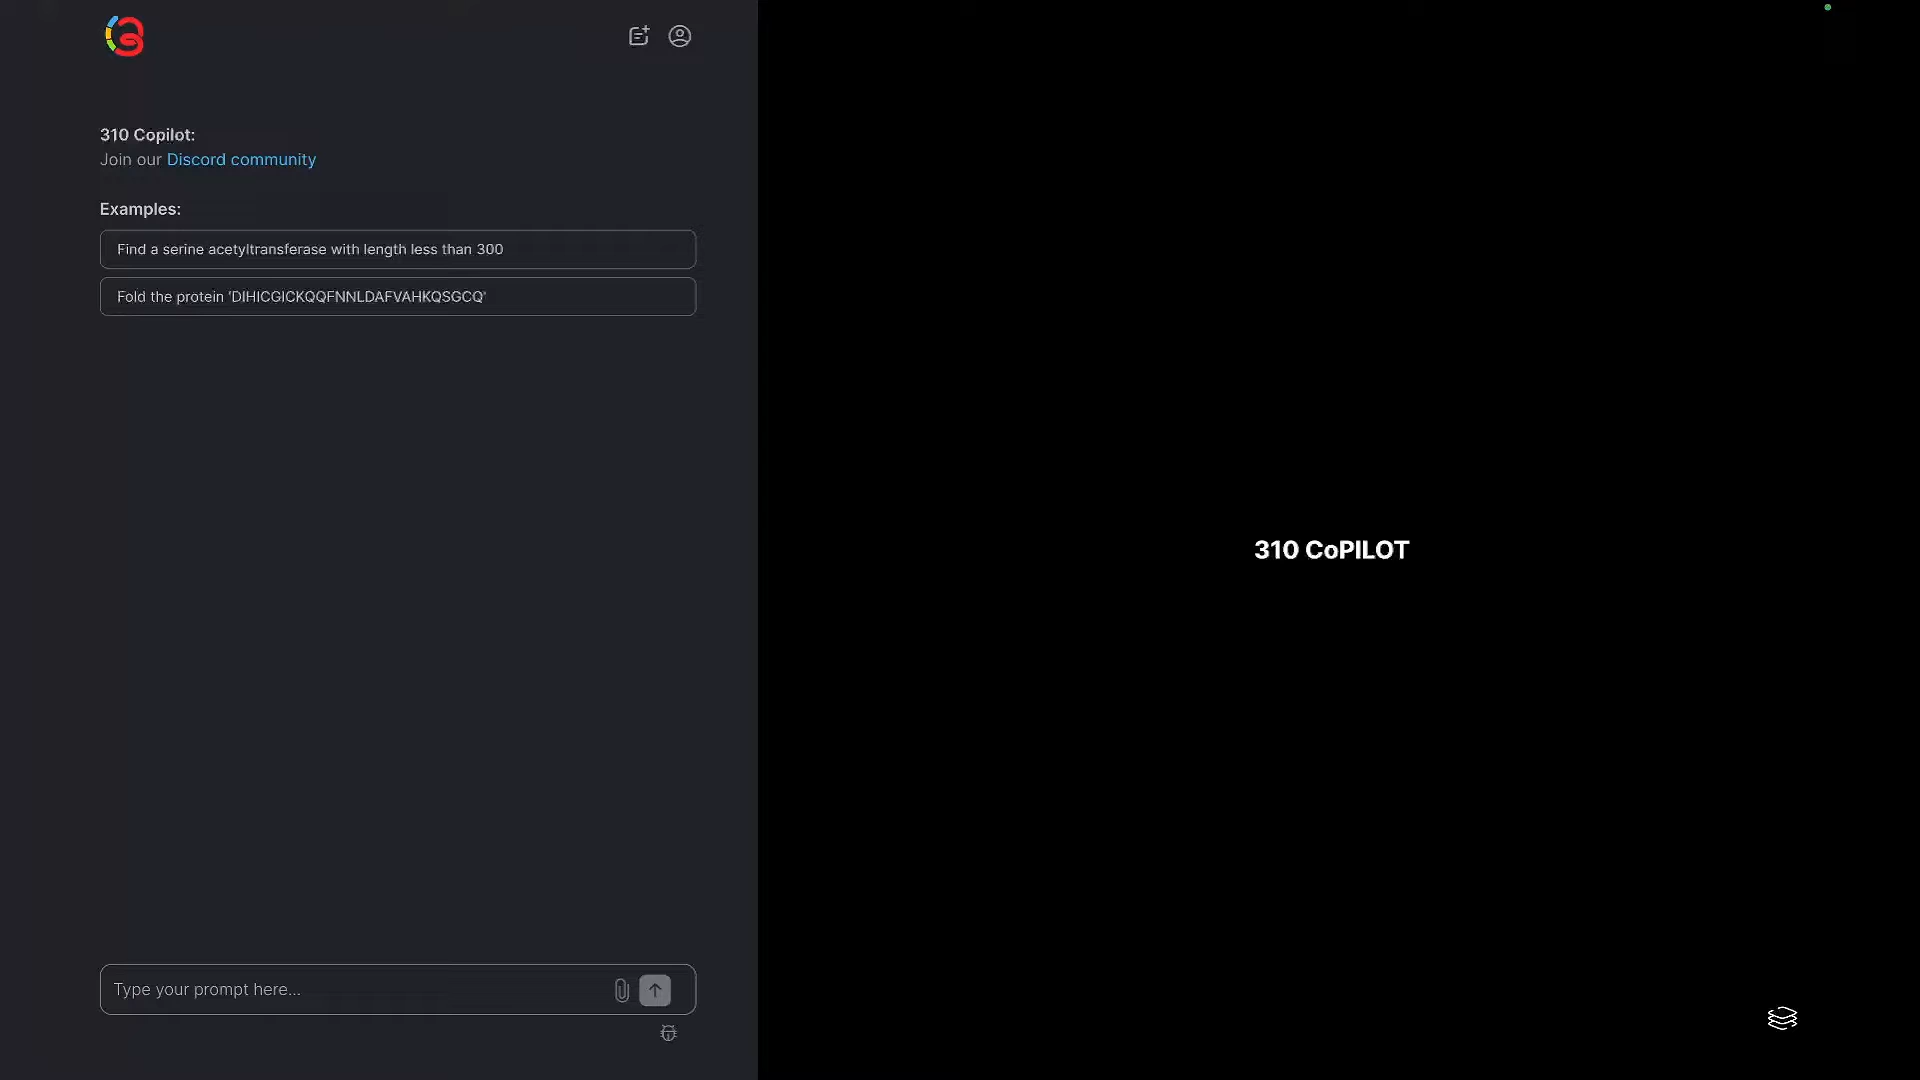 310 Copilot:
Join our Discord community
Examples:
Find a serine acetyltransferase with length less than 300
Fold the protein 'DIHICGICKQQFNNLDAFVAHKQSGCQ'
Type your prompt here...
310 CoPILOT